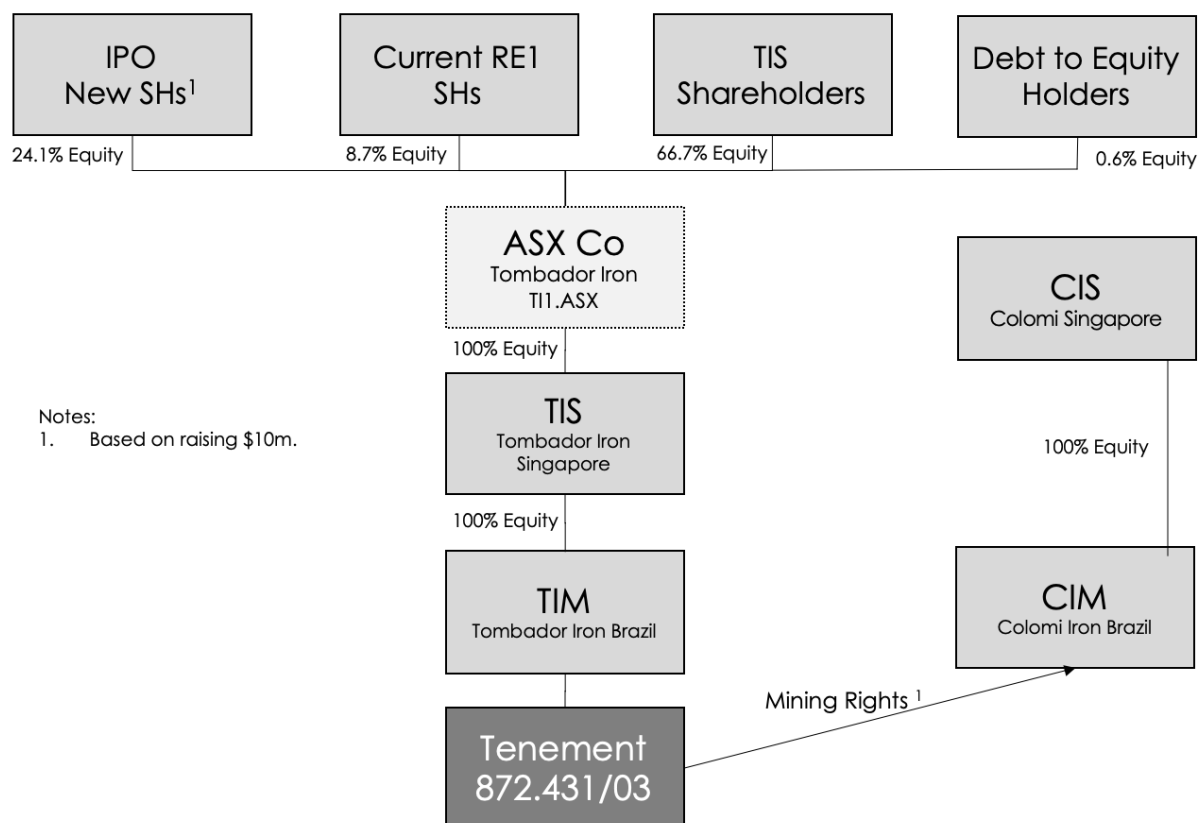 IPO
New SHs¹
Current RE1
SHs
TIS
Shareholders
Debt to Equity
Holders
24.1% Equity
8.7% Equity
66.7% Equity
0.6% Equity
ASX Co
Tombador Iron
TI1.ASX
CIS
Colomi Singapore
100% Equity
TIS
Tombador Iron
Singapore
Notes:
1. Based on raising $10m.
100% Equity
100% Equity
TIM
Tombador Iron Brazil
CIM
Colomi Iron Brazil
Mining Rights ¹
Tenement
872.431/03